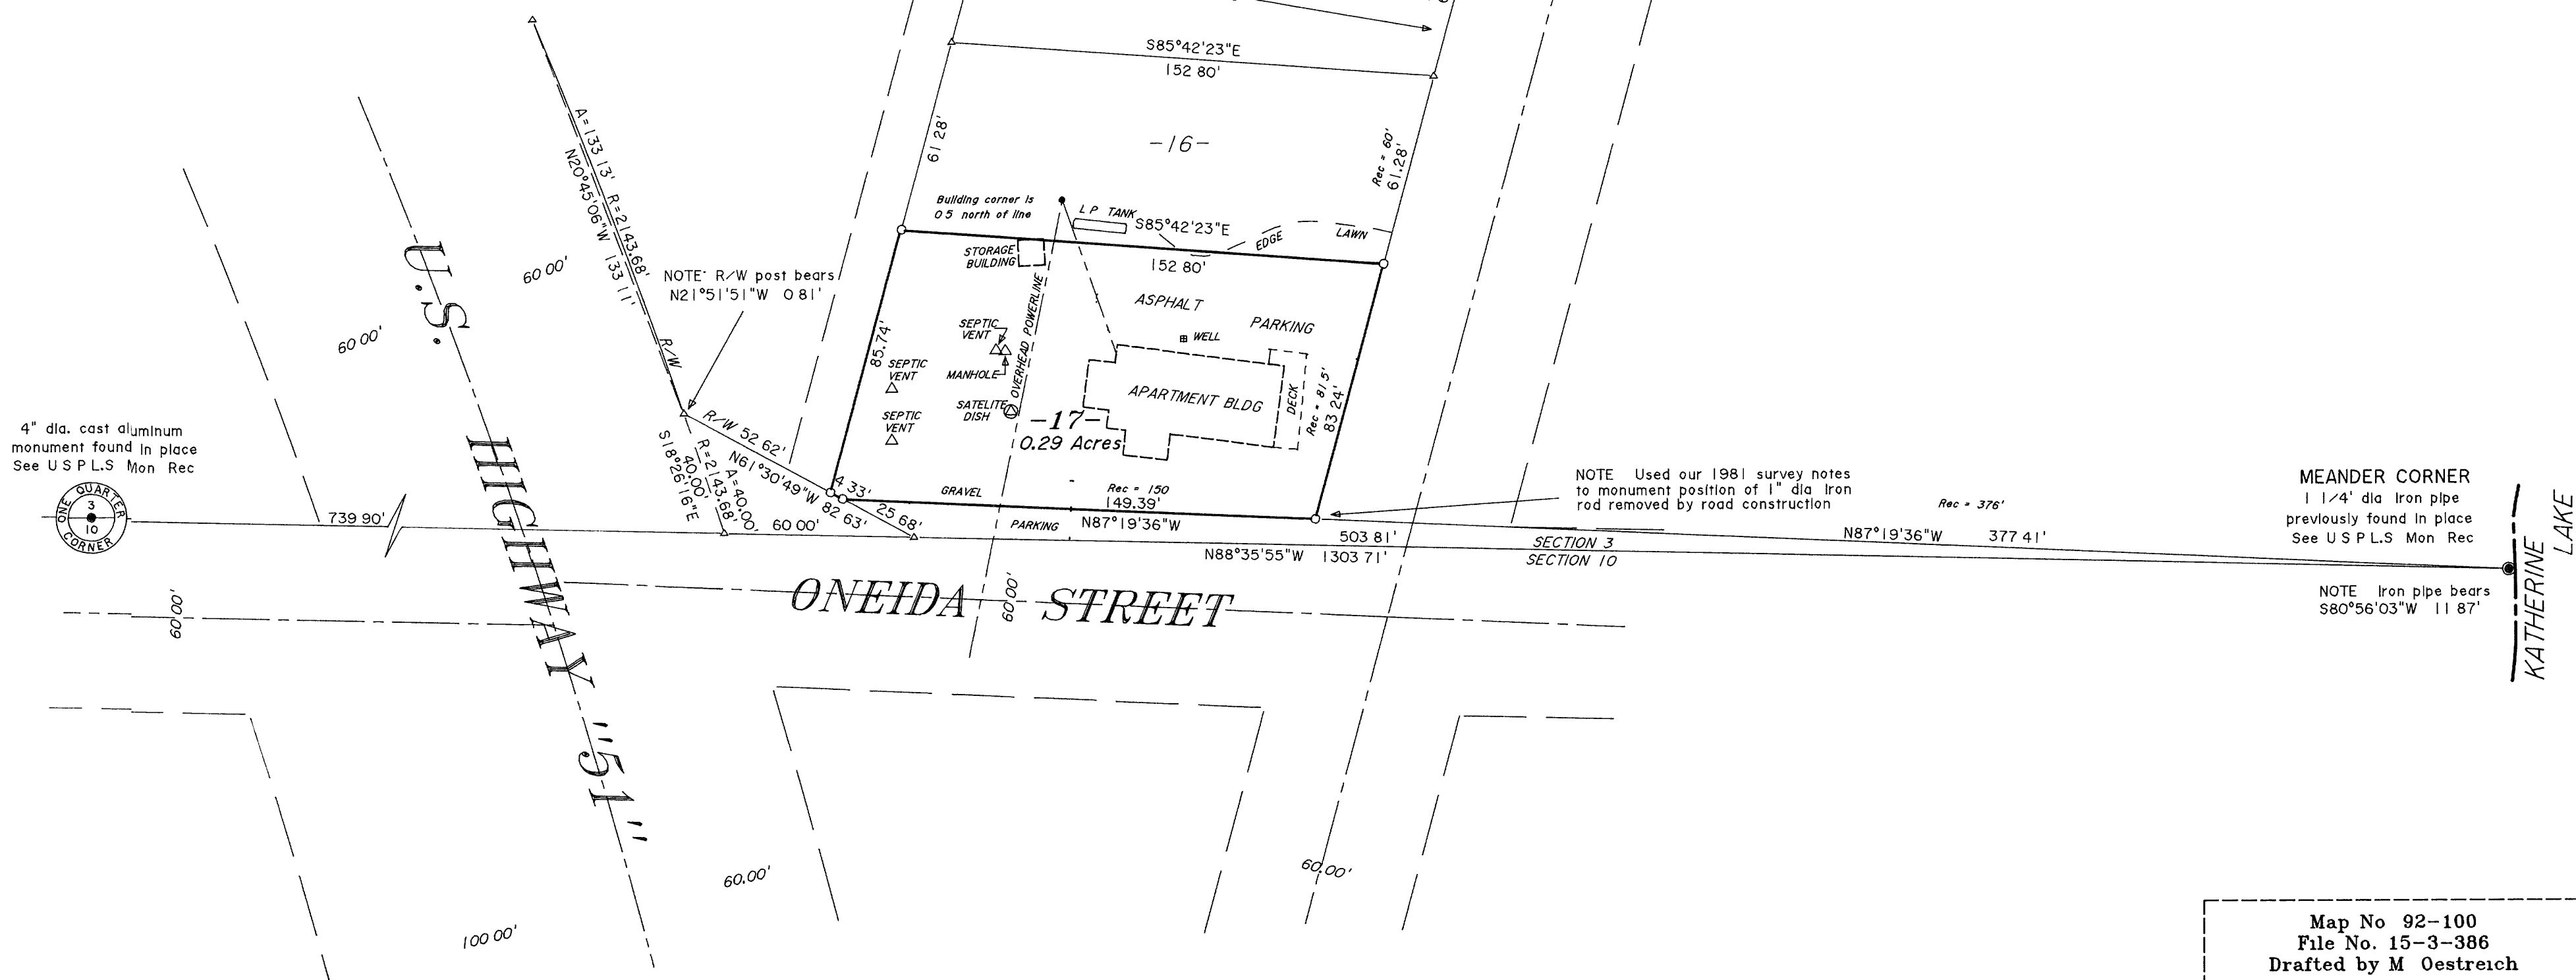 S85°42'23"E
152 80'
61 28'
-16-
Rec = 60'
61.28'
A=133 13' R=2143.68'
N20°45'06"W 133 11'
R/W
60 00'
60 00'
U.S. HIGHWAY "51"
NOTE R/W post bears
N21°51'51"W 0 81'
Building corner is
0 5 north of line
L P TANK
S85°42'23"E
152 80'
EDGE
LAWN
STORAGE
BUILDING
ASPHALT
PARKING
OVERHEAD POWERLINE
SEPTIC
VENT
MANHOLE
WELL
85.74'
SEPTIC
VENT
SEPTIC
VENT
SATELITE
DISH
APARTMENT BLDG
DECK
Rec = 81 5'
83 24'
-17-
0.29 Acres
4" dia. cast aluminum
monument found in place
See U S P L.S Mon Rec
ONE QUARTER
3
10
CORNER
739 90'
R/W 52 62'
N61°30'49"W 82 63'
R=2143.68'
A=40.00'
40.00'
S18°26'16"E
4 33'
25 68'
60 00'
GRAVEL
PARKING
Rec = 150
149.39'
N87°19'36"W
503 81'
N88°35'55"W 1303 71'
SECTION 3
SECTION 10
NOTE Used our 1981 survey notes
to monument position of 1" dia iron
rod removed by road construction
Rec = 376'
N87°19'36"W 377 41'
MEANDER CORNER
1 1/4' dia iron pipe
previously found in place
See U S P L.S Mon Rec
NOTE Iron pipe bears
S80°56'03"W 11 87'
KATHERINE
LAKE
ONEIDA STREET
60.00'
60.00'
60.00'
60.00'
100 00'
Map No 92-100
File No. 15-3-386
Drafted by M Oestreich